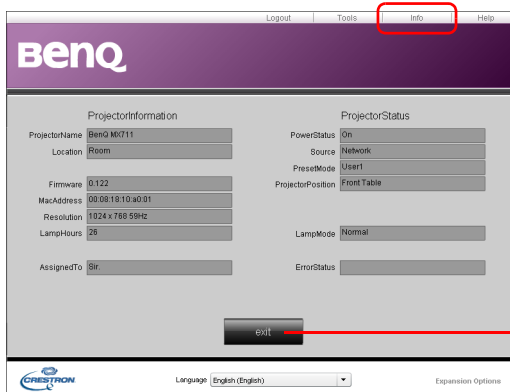 Logout Tools Info Help
BenQ
ProjectorInformation
ProjectorName BenQ MX711
Location Room
Firmware 0.122
MacAddress 00:08:18:10:a0:01
Resolution 1024 x 768 59Hz
LampHours 26
AssignedTo Sir.
ProjectorStatus
PowerStatus On
Source Network
PresetMode User1
ProjectorPosition Front Table
LampMode Normal
ErrorStatus
exit
CRESTRON
Language English (English)
Expansion Options